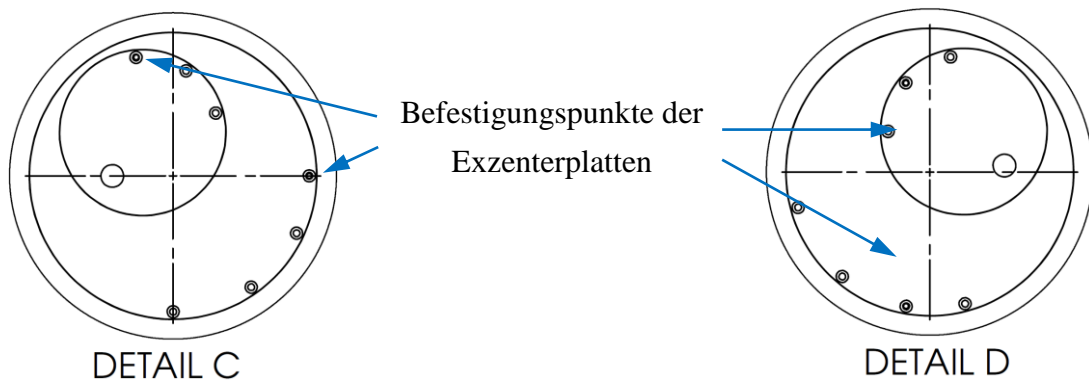 Befestigungspunkte der
Exzenterplatten
DETAIL C
DETAIL D